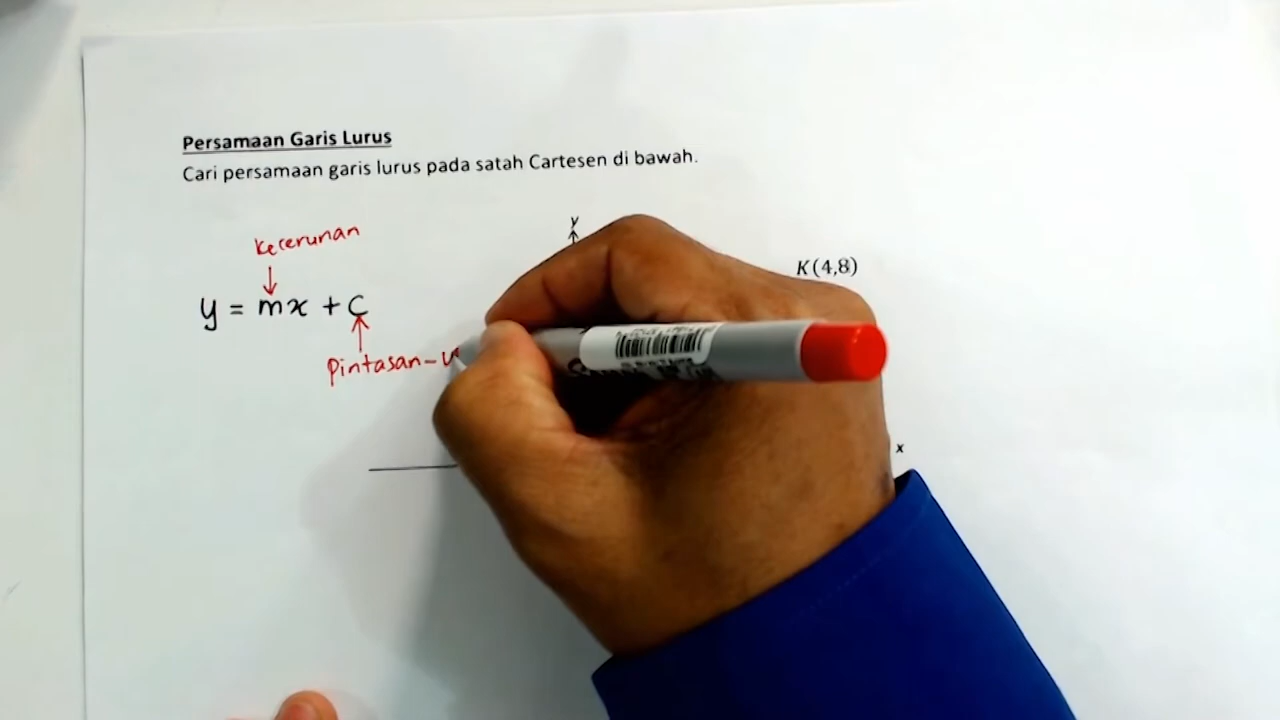 Persamaan Garis Lurus
Cari persamaan garis lurus pada satah Cartesen di bawah.
y
kecerunan
K(4,8)
y = mx + c
pintasan-y
x